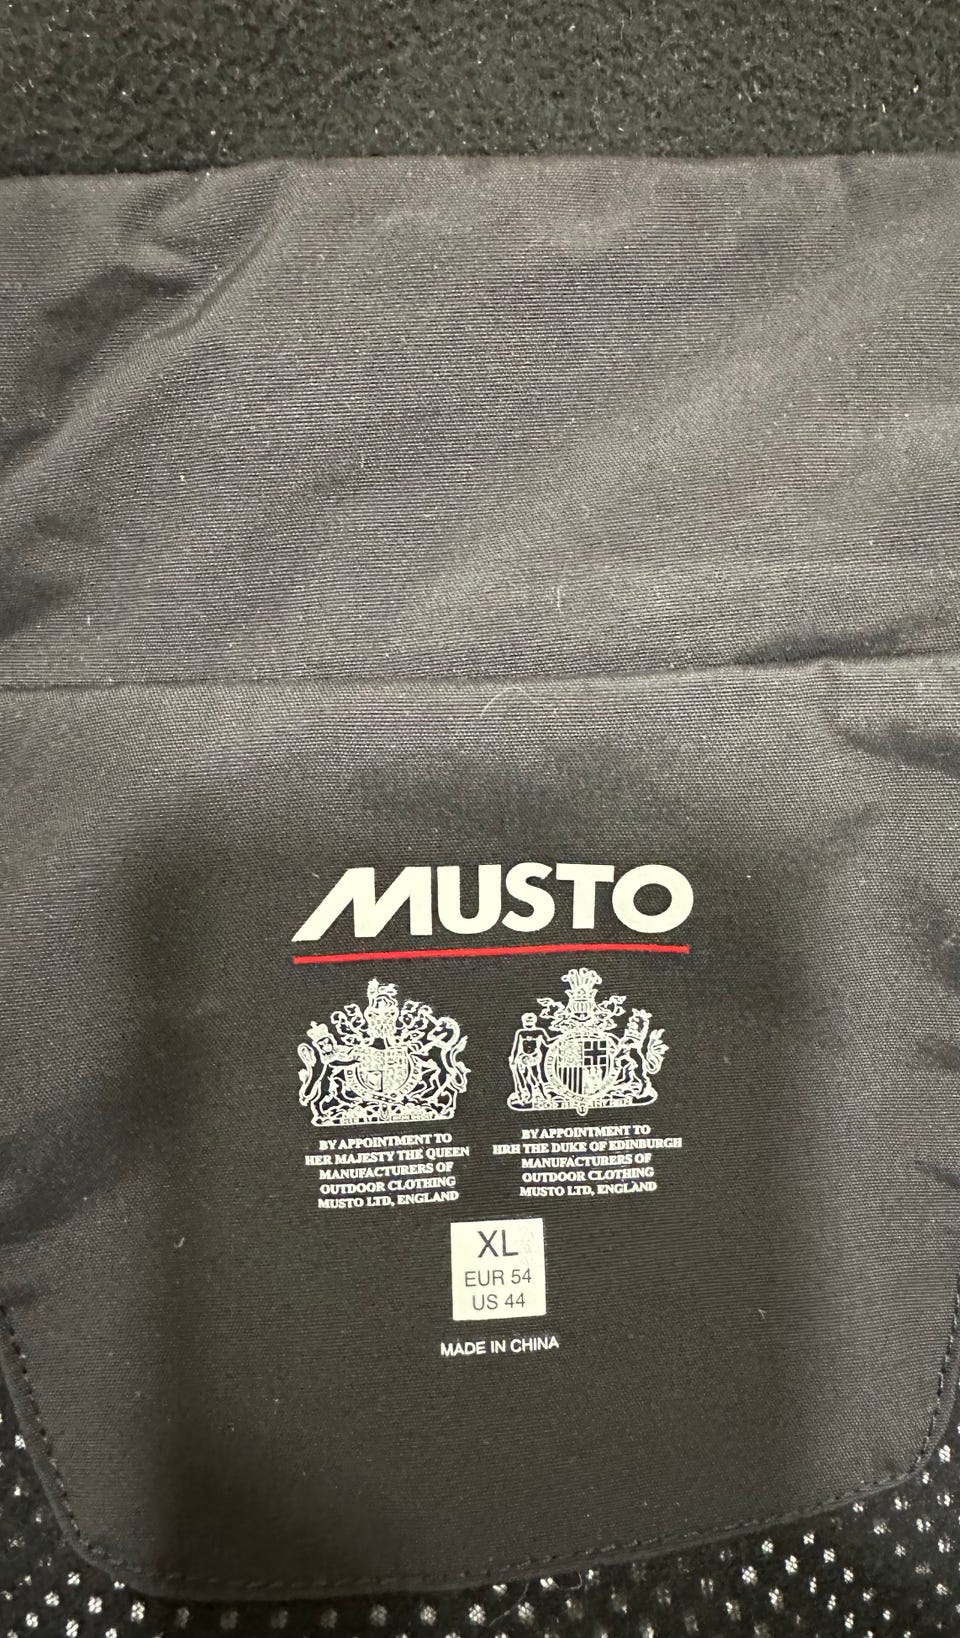 MUSTO
BY APPOINTMENT TO
HER MAJESTY THE QUEEN
MANUFACTURERS OF
OUTDOOR CLOTHING
MUSTO LTD, ENGLAND
BY APPOINTMENT TO
HRH THE DUKE OF EDINBURGH
MANUFACTURERS OF
OUTDOOR CLOTHING
MUSTO LTD, ENGLAND
XL
EUR 54
US 44
MADE IN CHINA